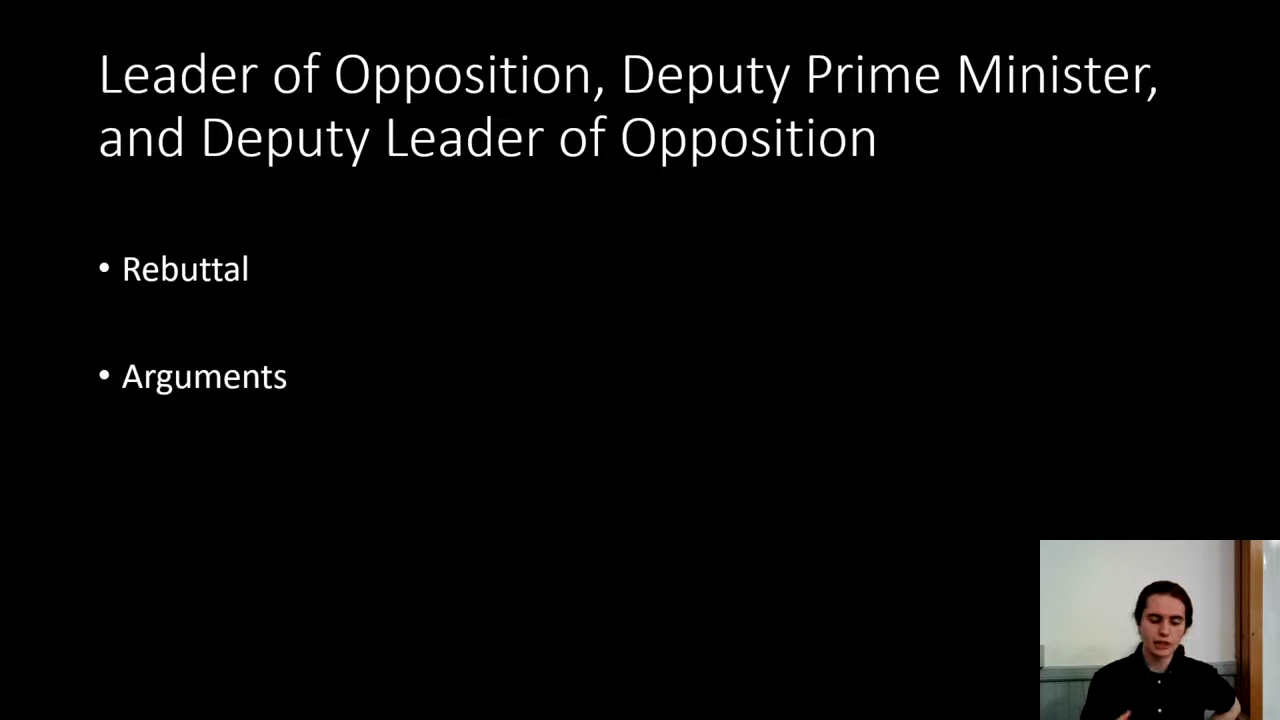 Leader of Opposition, Deputy Prime Minister,
and Deputy Leader of Opposition
• Rebuttal
• Arguments